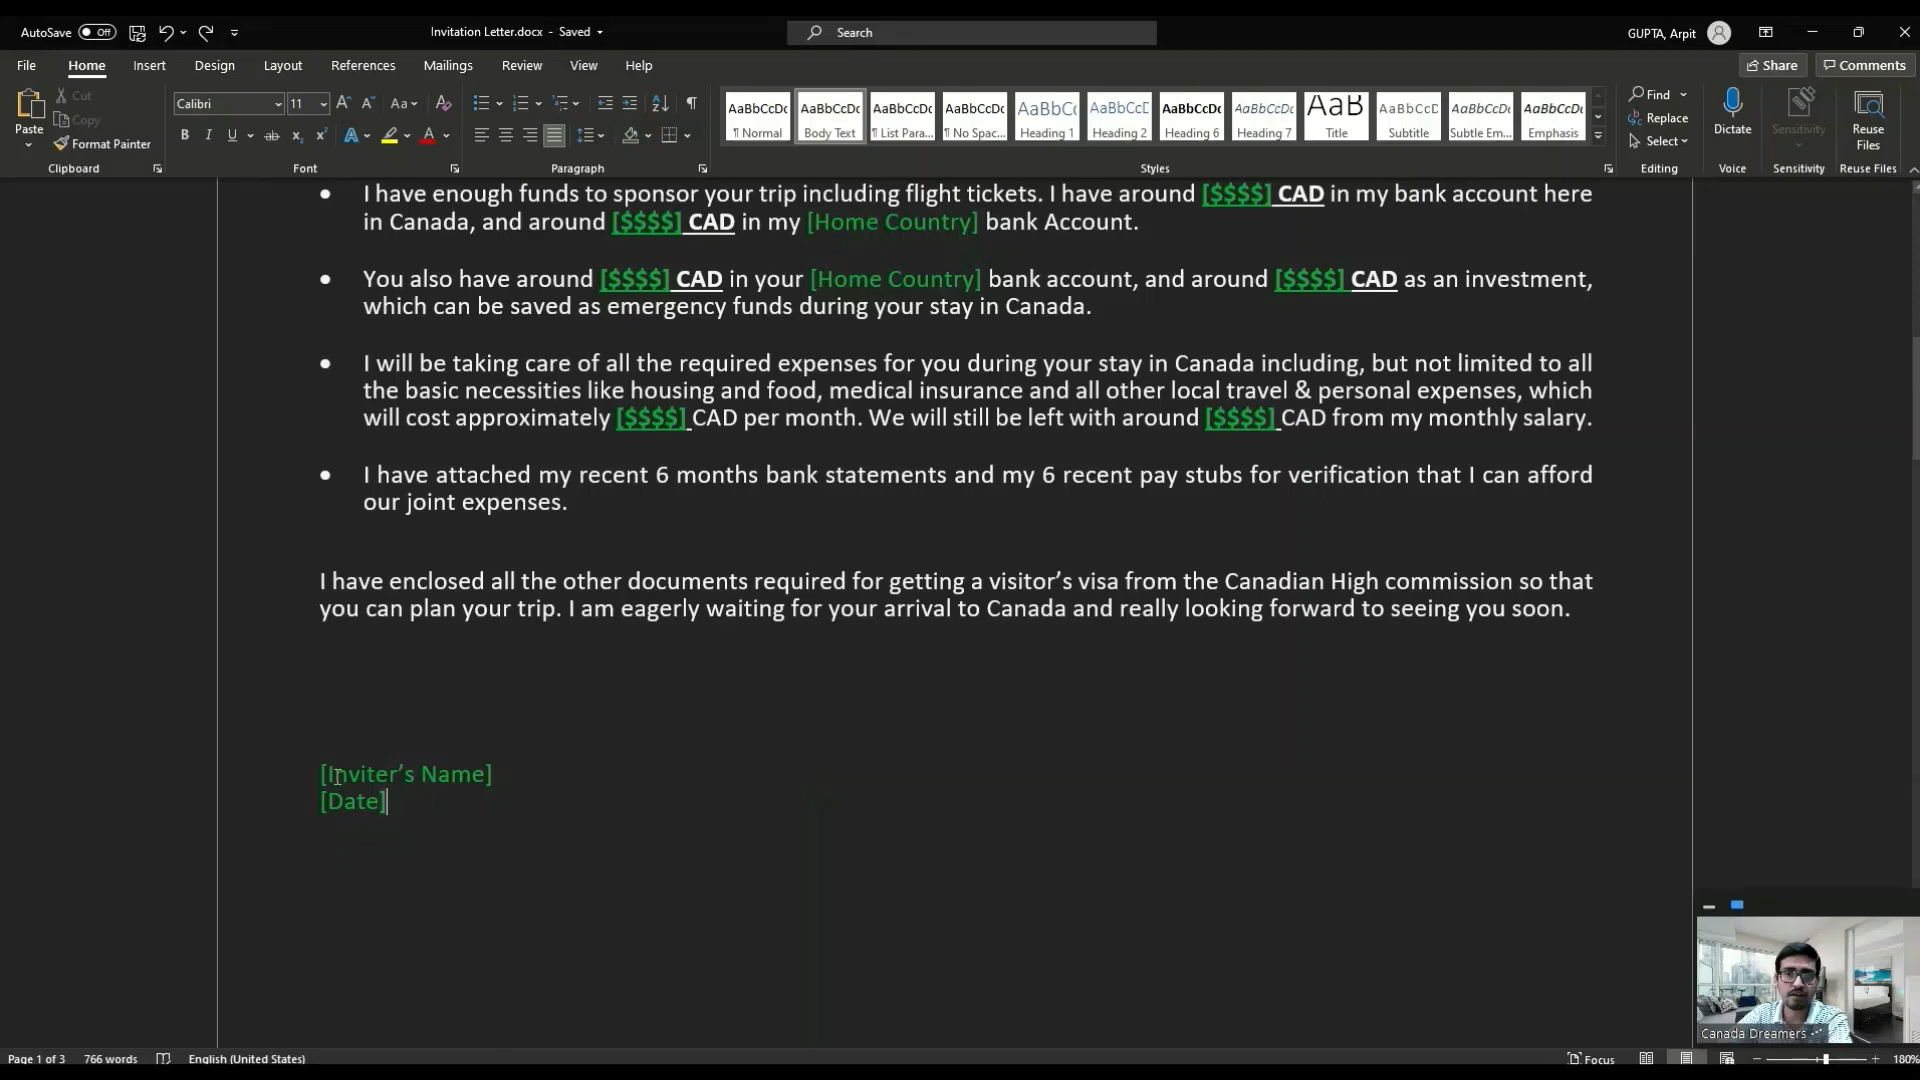 AutoSave Off Invitation Letter.docx - Saved Search GUPTA, Arpit
File Home Insert Design Layout References Mailings Review View Help Share Comments
Paste Cut Copy Format Painter Clipboard
Calibri 11 Font
Paragraph
AaBbCcDc AaBbCcDc AaBbCcDc AaBbCcDc AaBbC( AaBbCcD AaBbCcDc AaBbCcDc AaB AaBbCcD AaBbCcDc AaBbCcDc
¶ Normal Body Text ¶ List Para... ¶ No Spac... Heading 1 Heading 2 Heading 6 Heading 7 Title Subtitle Subtle Em... Emphasis
Styles
Find Replace Select Editing
Dictate Voice
Sensitivity Sensitivity
Reuse Files Reuse Files
• I have enough funds to sponsor your trip including flight tickets. I have around [$$$$] CAD in my bank account here
in Canada, and around [$$$$] CAD in my [Home Country] bank Account.
• You also have around [$$$$] CAD in your [Home Country] bank account, and around [$$$$] CAD as an investment,
which can be saved as emergency funds during your stay in Canada.
• I will be taking care of all the required expenses for you during your stay in Canada including, but not limited to all
the basic necessities like housing and food, medical insurance and all other local travel & personal expenses, which
will cost approximately [$$$$] CAD per month. We will still be left with around [$$$$] CAD from my monthly salary.
• I have attached my recent 6 months bank statements and my 6 recent pay stubs for verification that I can afford
our joint expenses.
I have enclosed all the other documents required for getting a visitor’s visa from the Canadian High commission so that
you can plan your trip. I am eagerly waiting for your arrival to Canada and really looking forward to seeing you soon.
[Inviter’s Name]
[Date]
Canada Dreamers
Page 1 of 3 766 words English (United States) Focus 180%